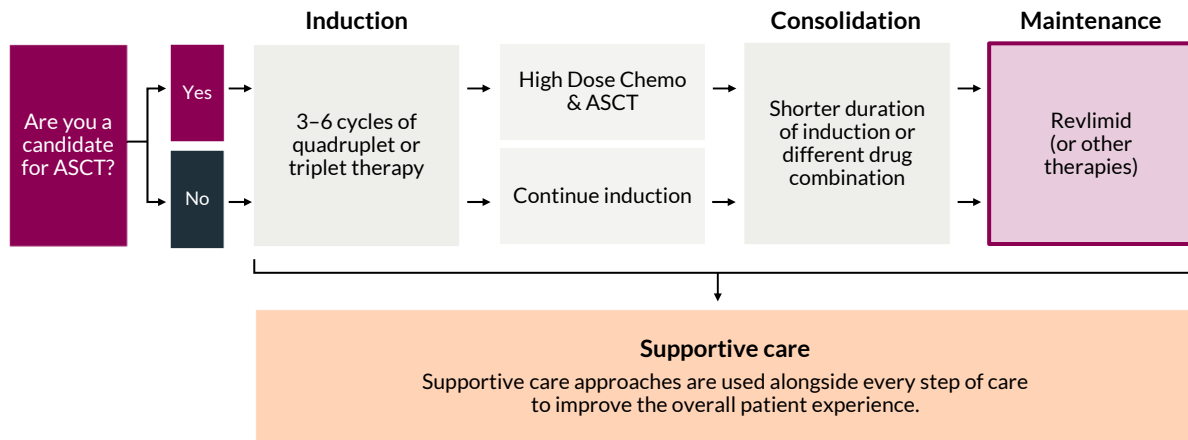 Induction
Consolidation
Maintenance
Are you a
candidate
for ASCT?
Yes
No
3–6 cycles of
quadruplet or
triplet therapy
High Dose Chemo
& ASCT
Continue induction
Shorter duration
of induction or
different drug
combination
Revlimid
(or other
therapies)
Supportive care
Supportive care approaches are used alongside every step of care
to improve the overall patient experience.